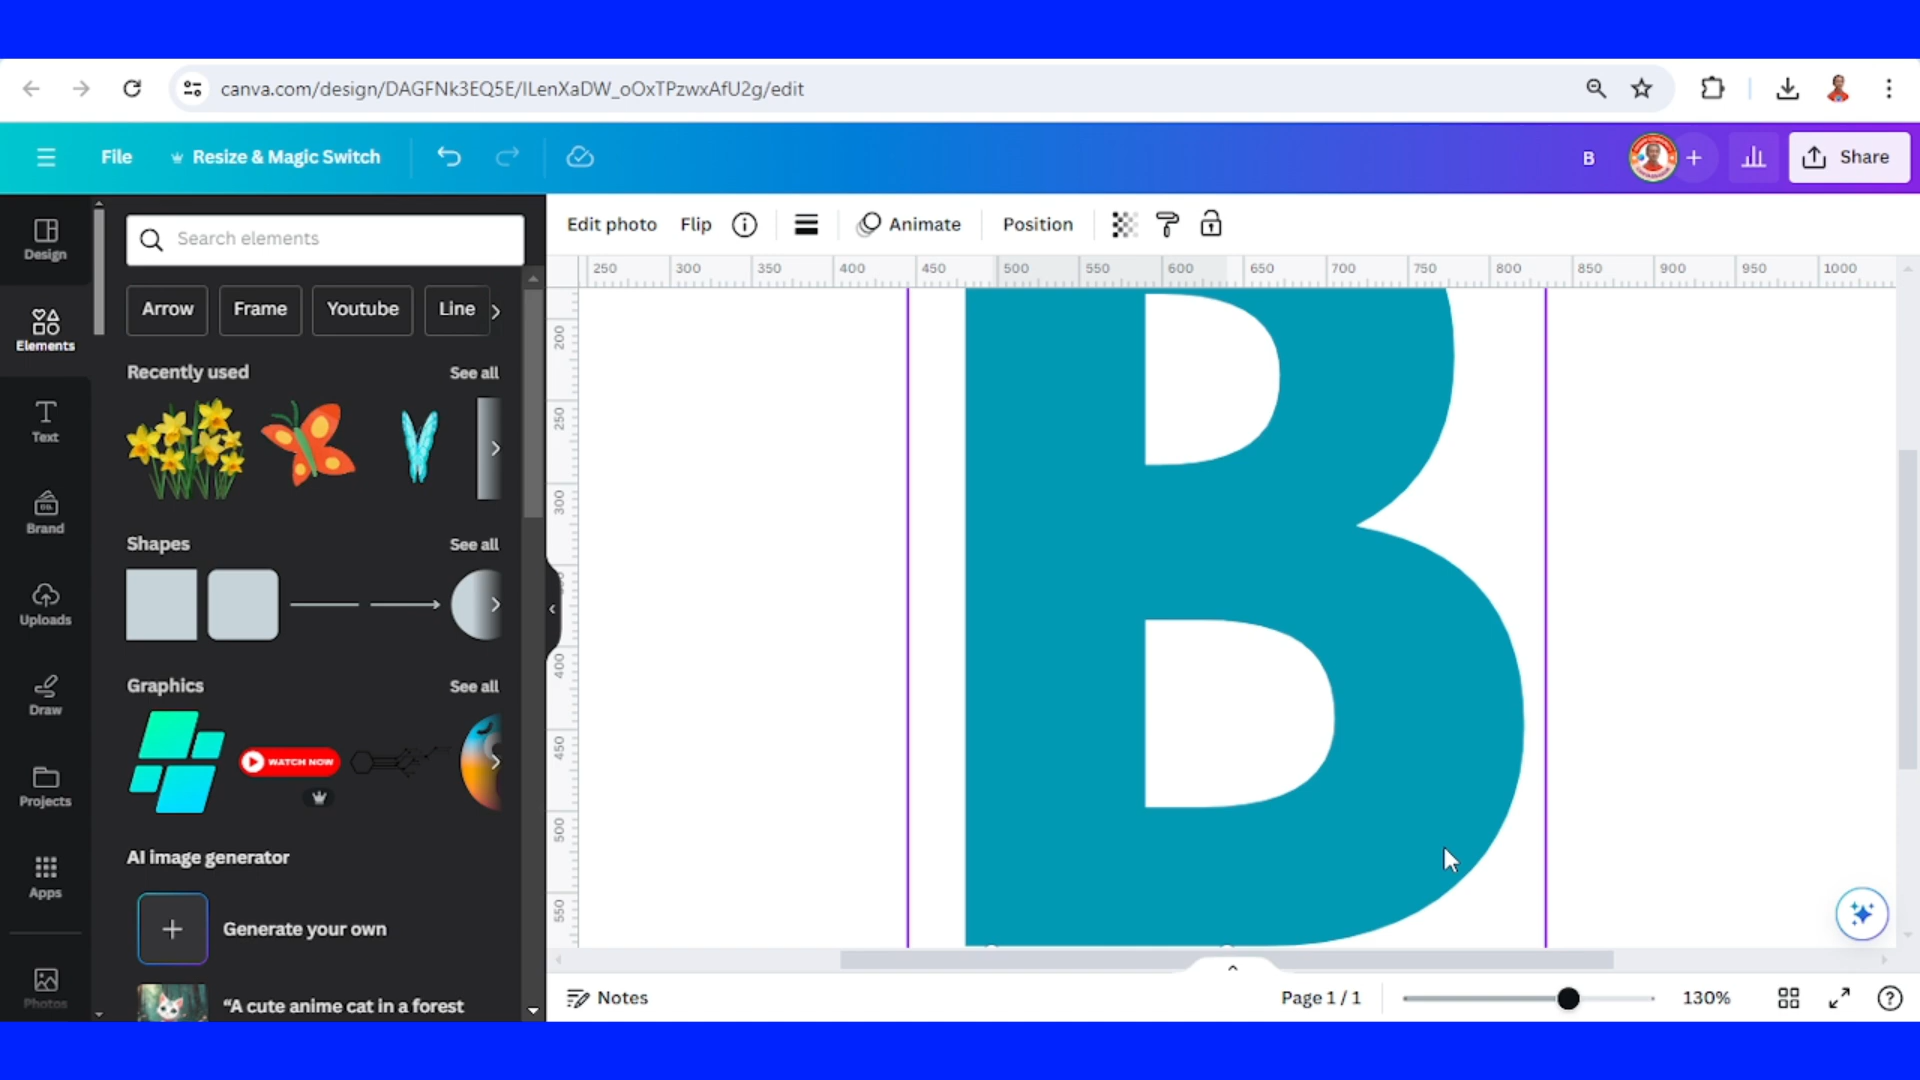 canva.com/design/DAGFNk3EQ5E/ILenXaDW_oOxTPzwxAfU2g/edit
File Resize & Magic Switch B Share
Design
Elements
Text
Brand
Uploads
Draw
Projects
Apps
Photos
Search elements
Arrow Frame Youtube Line
Recently used See all
Shapes See all
Graphics See all
WATCH NOW
AI image generator
Generate your own
“A cute anime cat in a forest
Edit photo Flip Animate Position
250 300 350 400 450 500 550 600 650 700 750 800 850 900 950 1000
200
250
300
400
450
500
550
B
Notes Page 1 / 1 130%